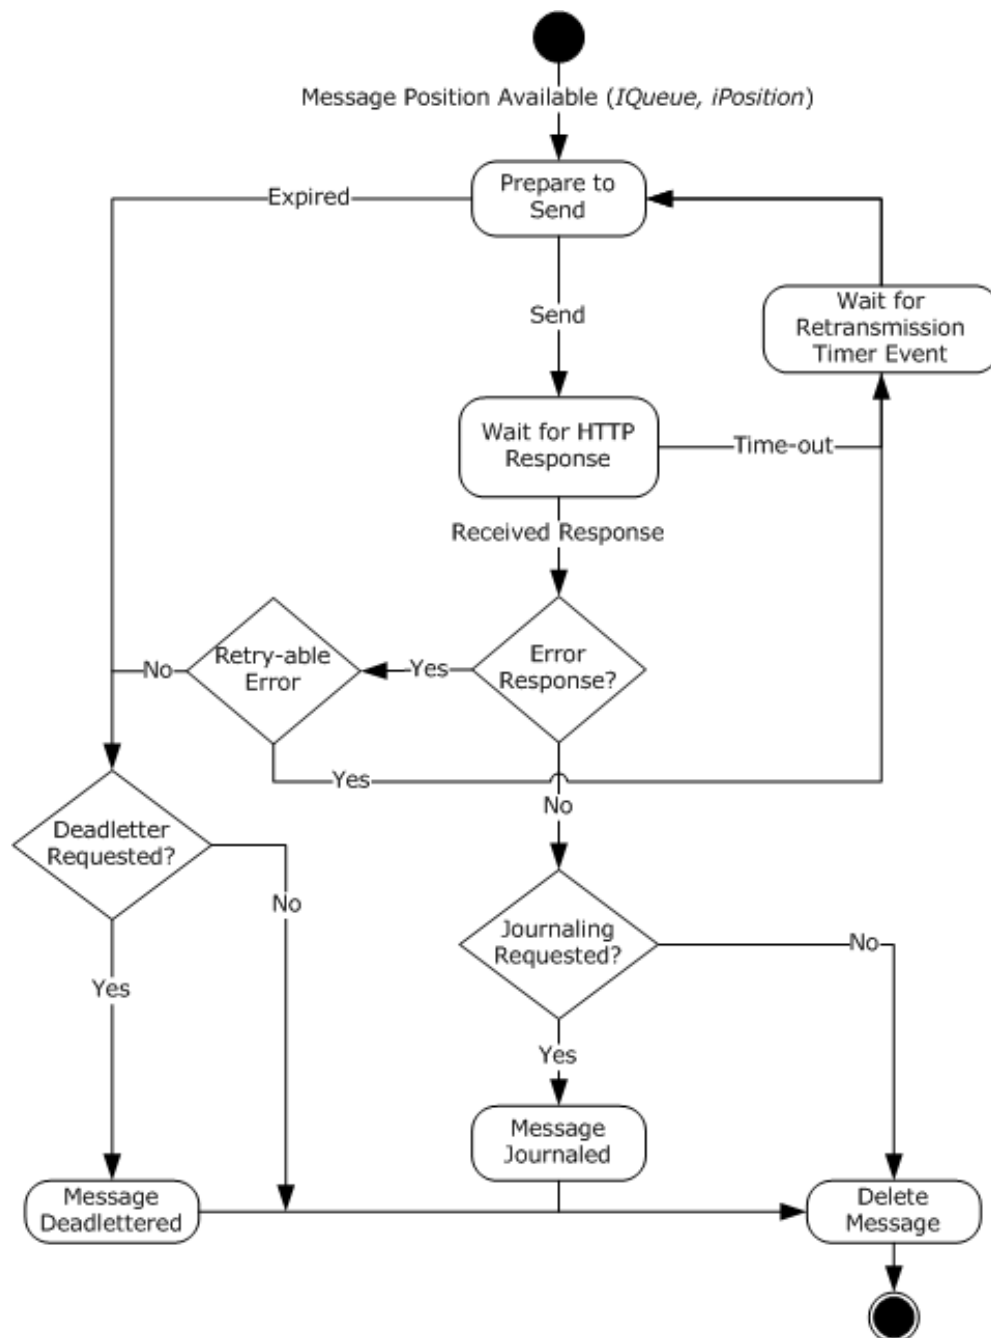 Message Position Available (IQueue, iPosition)
Prepare to
Send
Expired
Wait for
Retransmission
Timer Event
Send
Wait for HTTP
Response
Time-out
Received Response
Retry-able
Error
Error
Response?
No
Yes
Yes
No
Deadletter
Requested?
No
Journaling
Requested?
No
Yes
Yes
Message
Journaled
Message
Deadlettered
Delete
Message